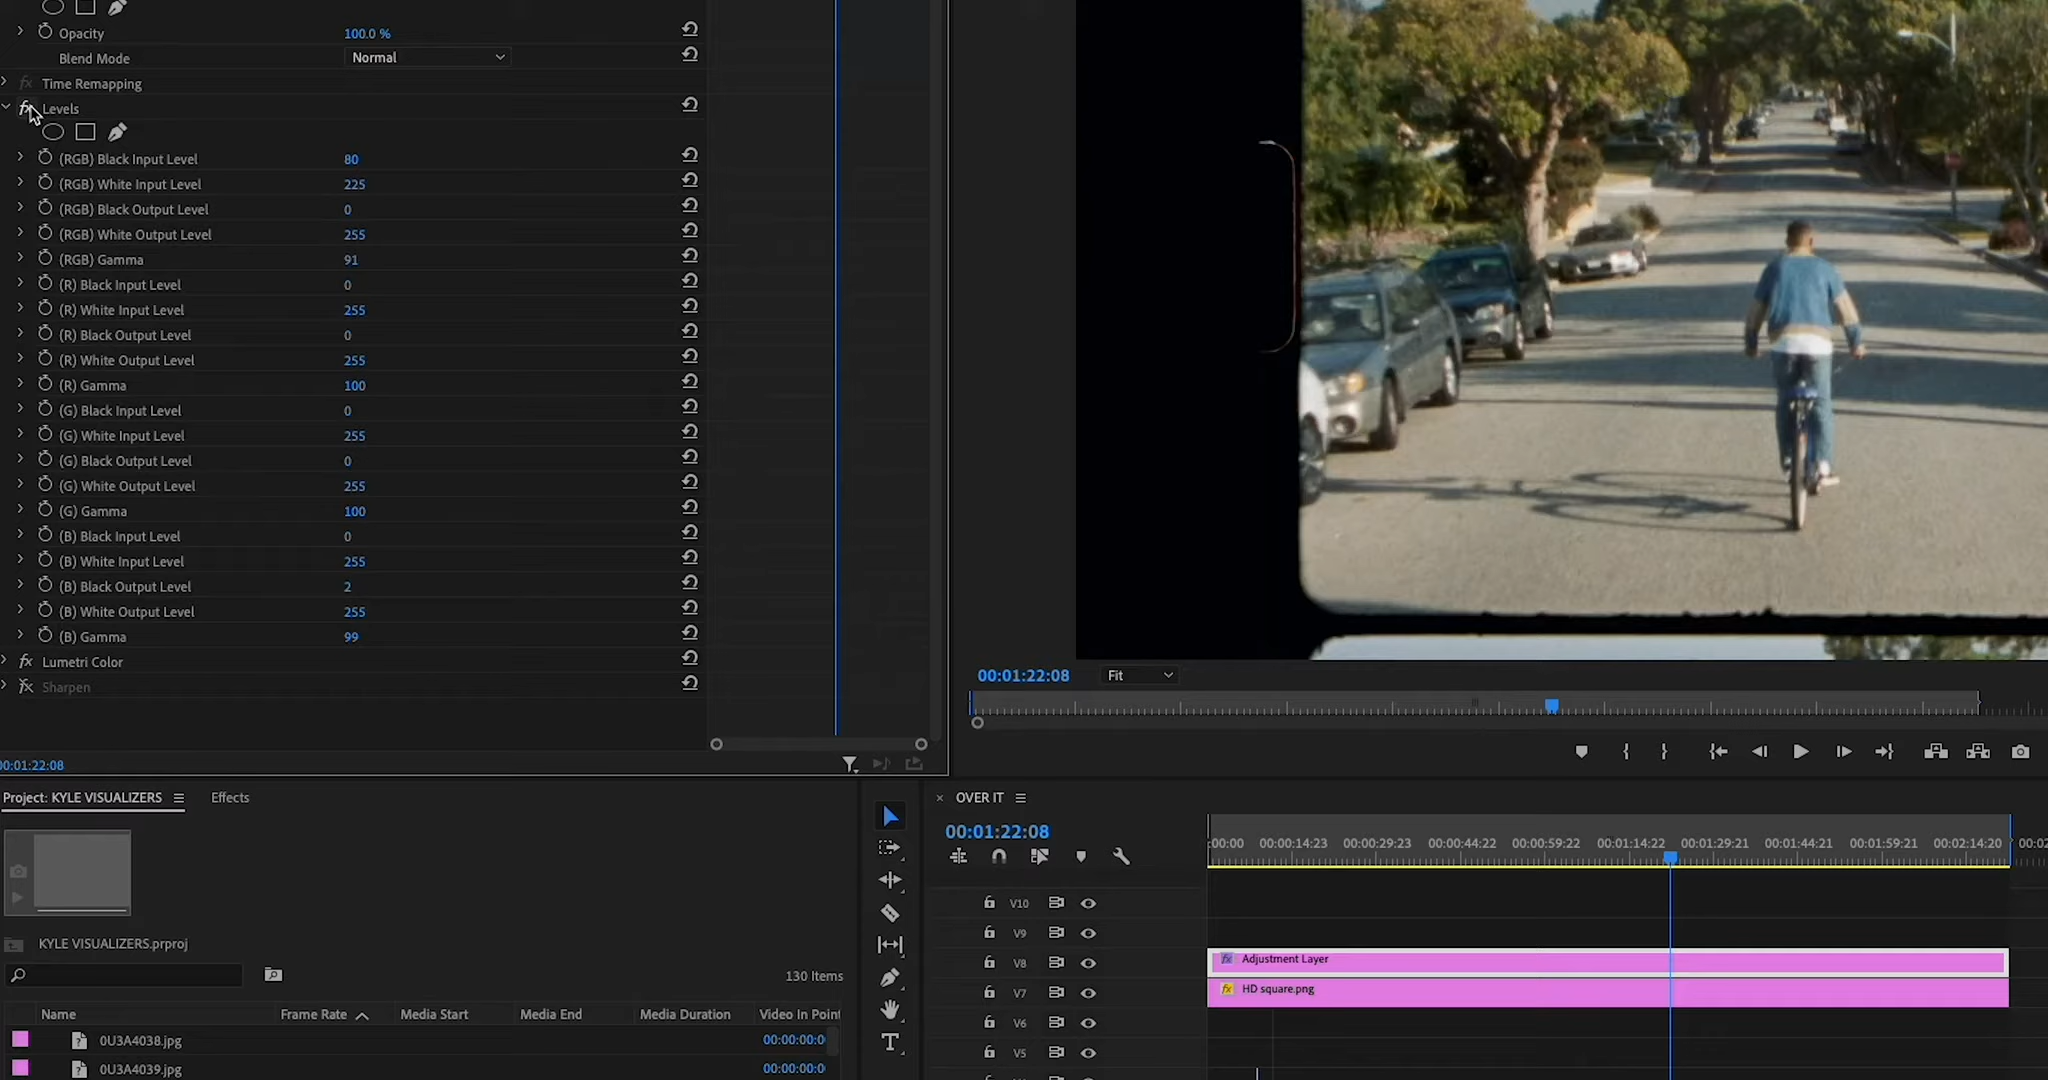 Opacity 100.0 %
Blend Mode Normal
fx Time Remapping
fx Levels
(RGB) Black Input Level 80
(RGB) White Input Level 225
(RGB) Black Output Level 0
(RGB) White Output Level 255
(RGB) Gamma 91
(R) Black Input Level 0
(R) White Input Level 255
(R) Black Output Level 0
(R) White Output Level 255
(R) Gamma 100
(G) Black Input Level 0
(G) White Input Level 255
(G) Black Output Level 0
(G) White Output Level 255
(G) Gamma 100
(B) Black Input Level 0
(B) White Input Level 255
(B) Black Output Level 2
(B) White Output Level 255
(B) Gamma 99
fx Lumetri Color
fx Sharpen
00:01:22:08
00:01:22:08 Fit
Project: KYLE VISUALIZERS Effects
KYLE VISUALIZERS.prproj
130 Items
Name Frame Rate Media Start Media End Media Duration Video In Point
0U3A4038.jpg 00:00:00:0
0U3A4039.jpg 00:00:00:0
× OVER IT
00:01:22:08
:00:00 00:00:14:23 00:00:29:23 00:00:44:22 00:00:59:22 00:01:14:22 00:01:29:21 00:01:44:21 00:01:59:21 00:02:14:20 00:02
V10
V9
V8 fx Adjustment Layer
V7 fx HD square.png
V6
V5